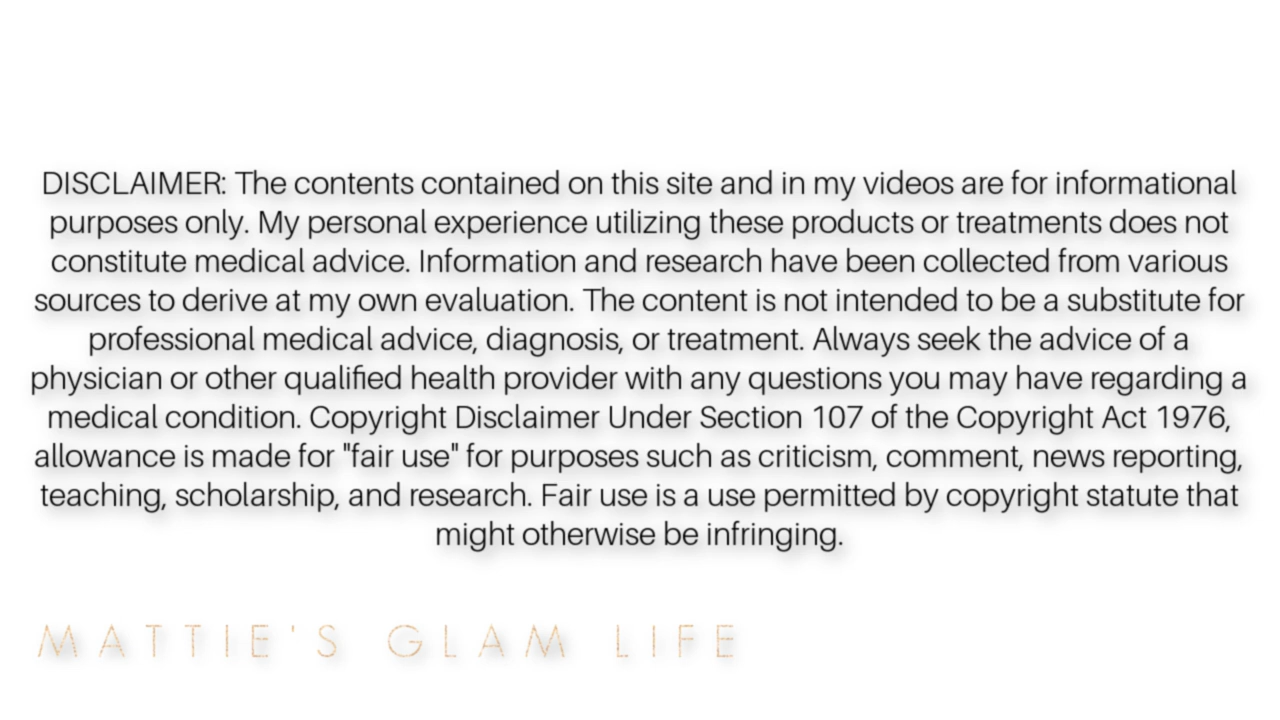 DISCLAIMER: The contents contained on this site and in my videos are for informational
purposes only. My personal experience utilizing these products or treatments does not
constitute medical advice. Information and research have been collected from various
sources to derive at my own evaluation. The content is not intended to be a substitute for
professional medical advice, diagnosis, or treatment. Always seek the advice of a
physician or other qualified health provider with any questions you may have regarding a
medical condition. Copyright Disclaimer Under Section 107 of the Copyright Act 1976,
allowance is made for "fair use" for purposes such as criticism, comment, news reporting,
teaching, scholarship, and research. Fair use is a use permitted by copyright statute that
might otherwise be infringing.
MATTIE'S GLAM LIFE